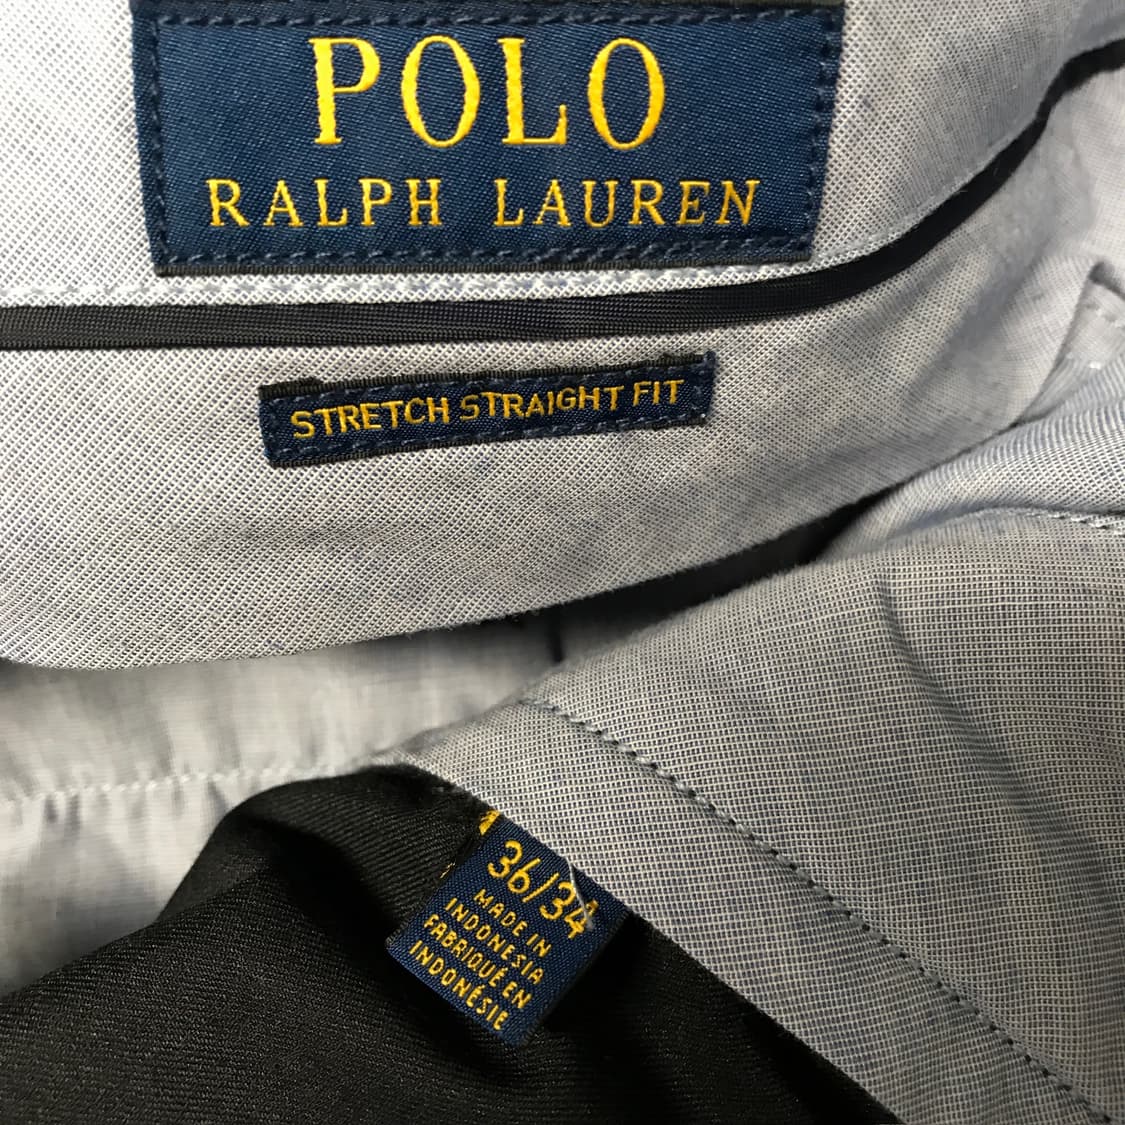 POLO
RALPH LAUREN
STRETCH STRAIGHT FIT
36/34
MADE IN
INDONESIA
FABRIQUÉ EN
INDONÉSIE